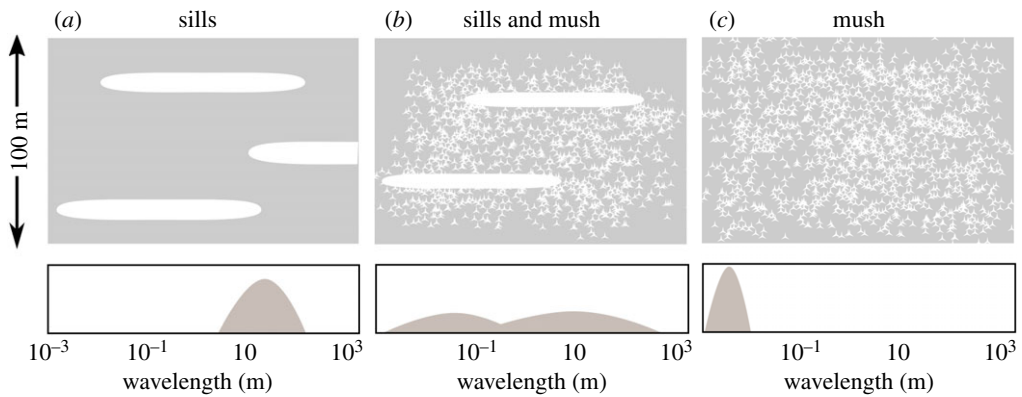 (a) sills
(b) sills and mush
(c) mush
100 m
10⁻³ 10⁻¹ 10 10³
wavelength (m)
10⁻¹ 10 10³
wavelength (m)
10⁻¹ 10 10³
wavelength (m)